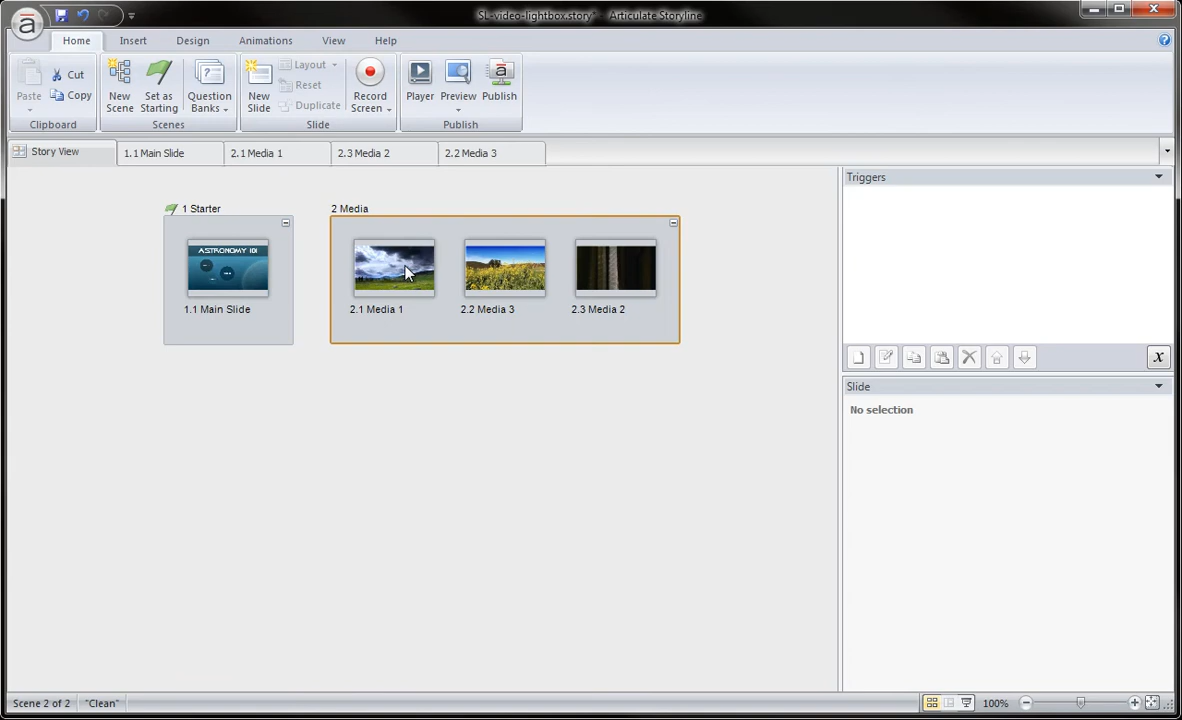 SL-video-lightbox.story* - Articulate Storyline
Home Insert Design Animations View Help
Paste
Cut
Copy
Clipboard
New Scene
Set as Starting
Question Banks
Scenes
New Slide
Layout
Reset
Duplicate
Slide
Record Screen
Player
Preview
Publish
Publish
Story View
1.1 Main Slide
2.1 Media 1
2.3 Media 2
2.2 Media 3
1 Starter
ASTRONOMY 101
1.1 Main Slide
2 Media
2.1 Media 1
2.2 Media 3
2.3 Media 2
Triggers
x
Slide
No selection
Scene 2 of 2
"Clean"
100%